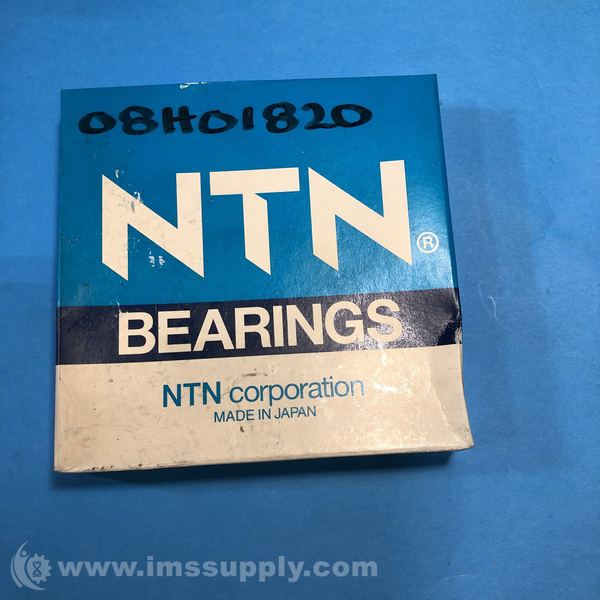 08H01820
NTN®
BEARINGS
NTN corporation
MADE IN JAPAN
www.imssupply.com